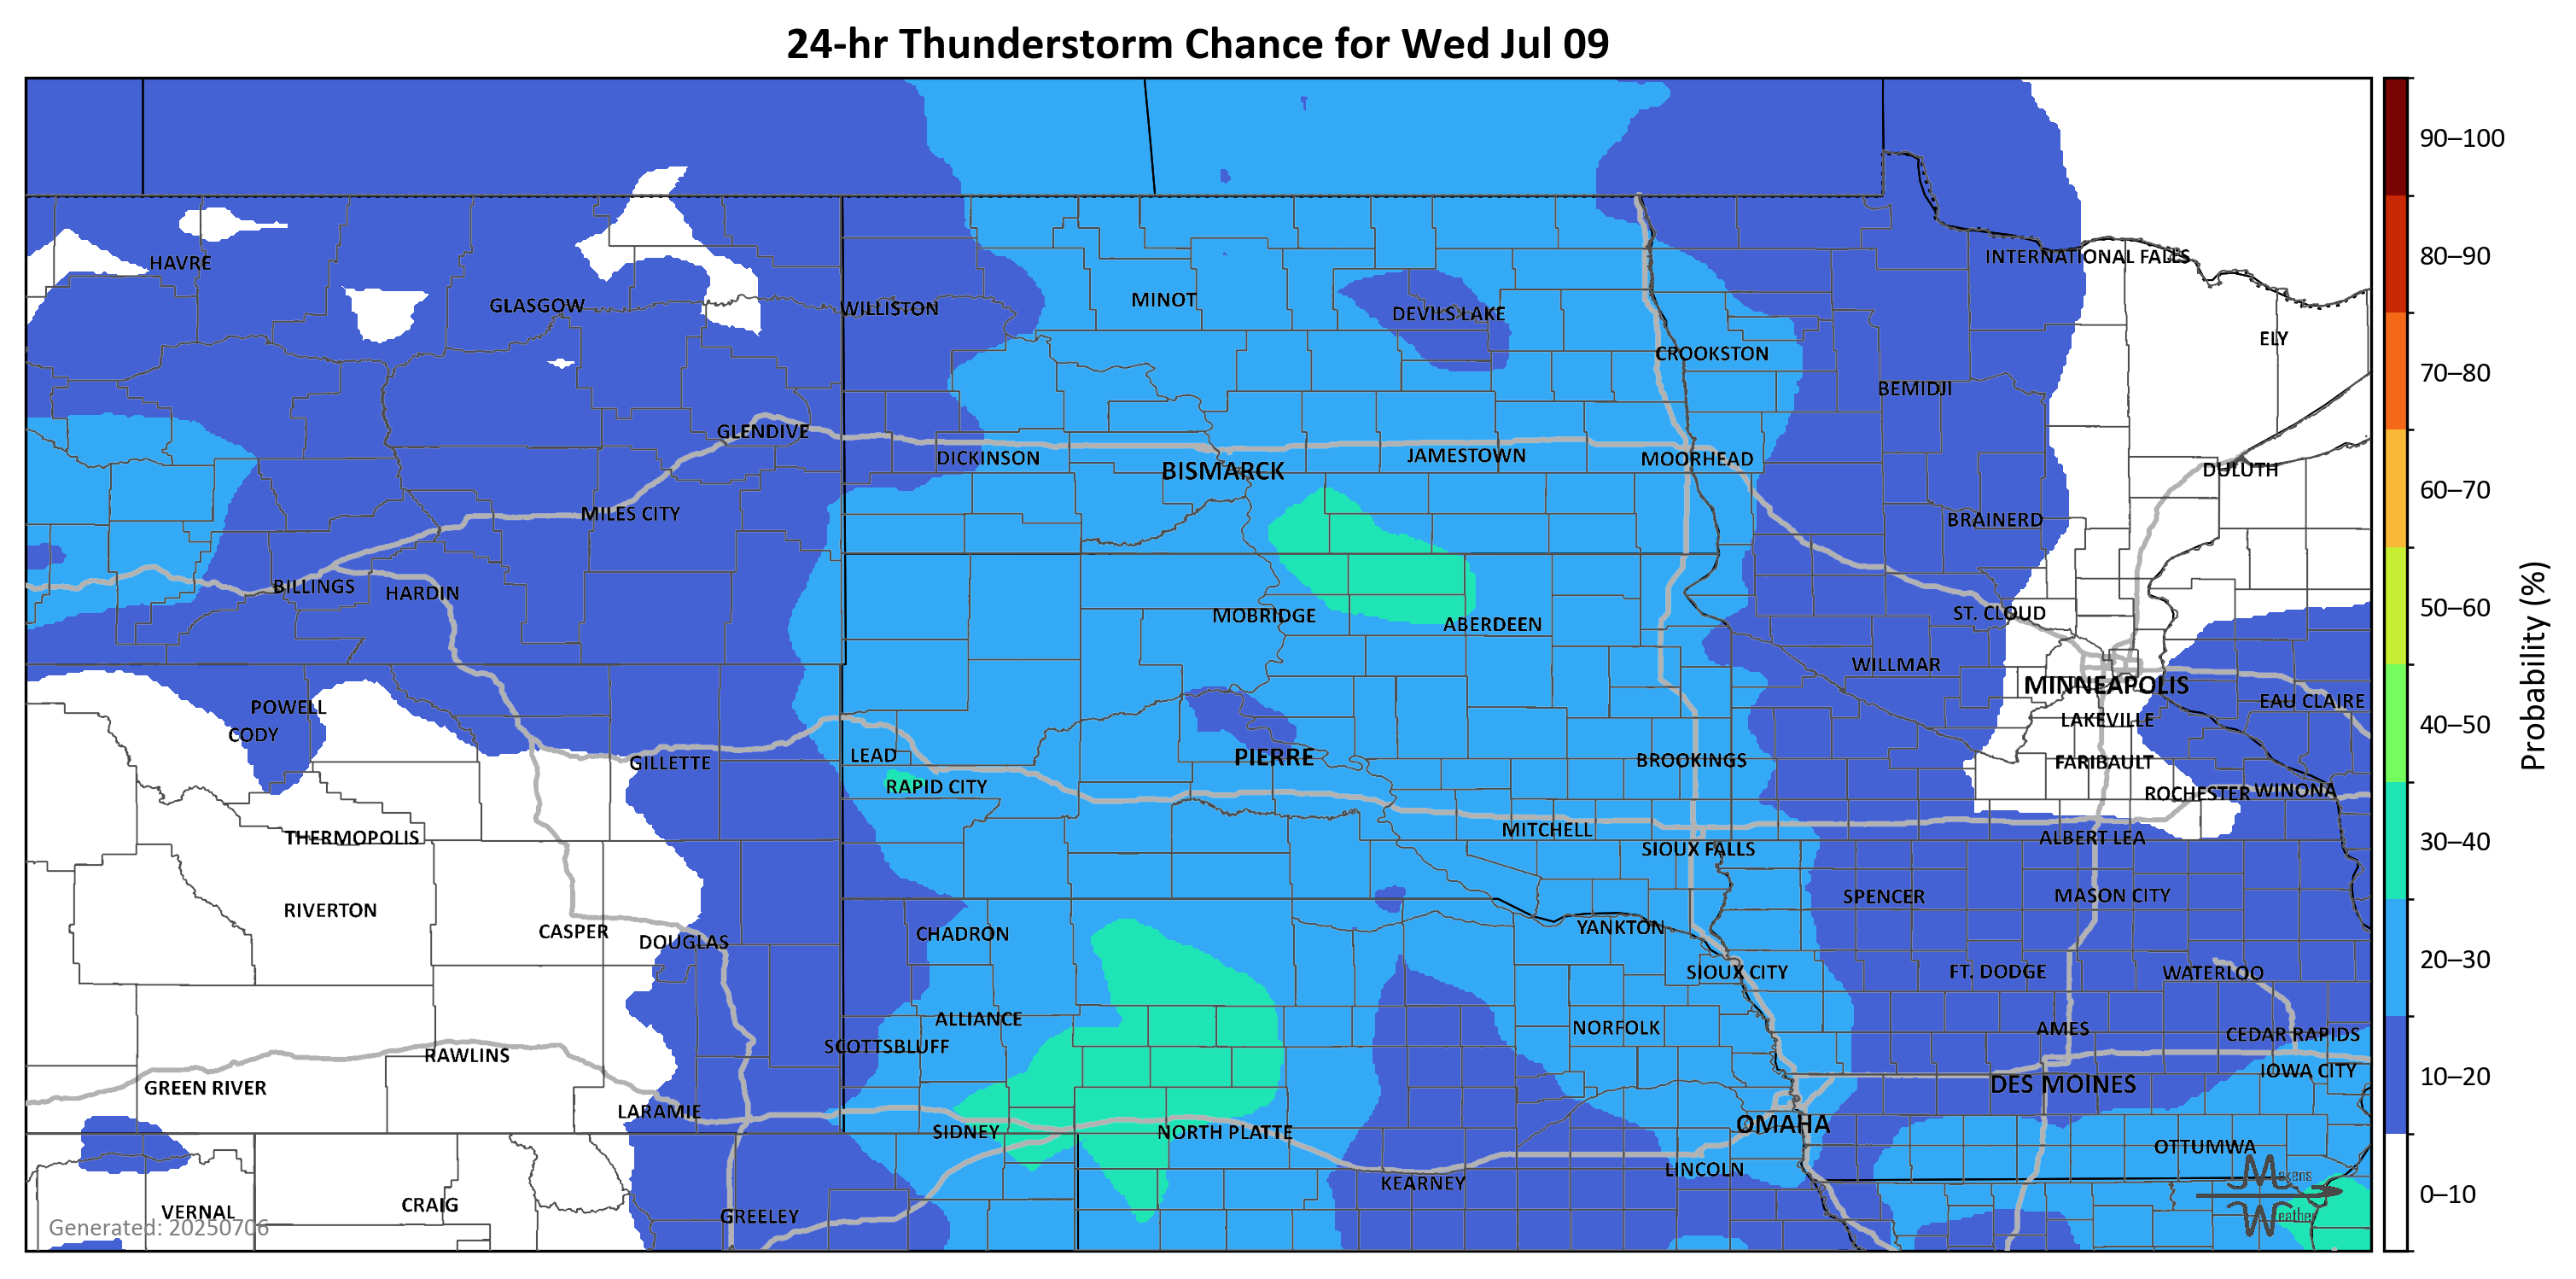 24-hr Thunderstorm Chance for Wed Jul 09
90–100
80–90
70–80
60–70
50–60
40–50
30–40
20–30
10–20
0–10
Probability (%)
HAVRE
GLASGOW
WILLISTON
MINOT
DEVILS LAKE
CROOKSTON
INTERNATIONAL FALLS
ELY
BEMIDJI
GLENDIVE
DICKINSON
BISMARCK
JAMESTOWN
MOORHEAD
DULUTH
MILES CITY
BRAINERD
BILLINGS
HARDIN
MOBRIDGE
ABERDEEN
ST. CLOUD
WILLMAR
MINNEAPOLIS
POWELL
CODY
LAKEVILLE
EAU CLAIRE
GILLETTE
LEAD
PIERRE
BROOKINGS
FARIBAULT
RAPID CITY
ROCHESTER
WINONA
THERMOPOLIS
MITCHELL
ALBERT LEA
SIOUX FALLS
RIVERTON
SPENCER
MASON CITY
CASPER
DOUGLAS
CHADRON
YANKTON
SIOUX CITY
FT. DODGE
WATERLOO
ALLIANCE
NORFOLK
AMES
CEDAR RAPIDS
SCOTTSBLUFF
RAWLINS
IOWA CITY
GREEN RIVER
DES MOINES
LARAMIE
OMAHA
SIDNEY
NORTH PLATTE
OTTUMWA
LINCOLN
KEARNEY
VERNAL
CRAIG
GREELEY
Makens
Weather
Generated: 20250706